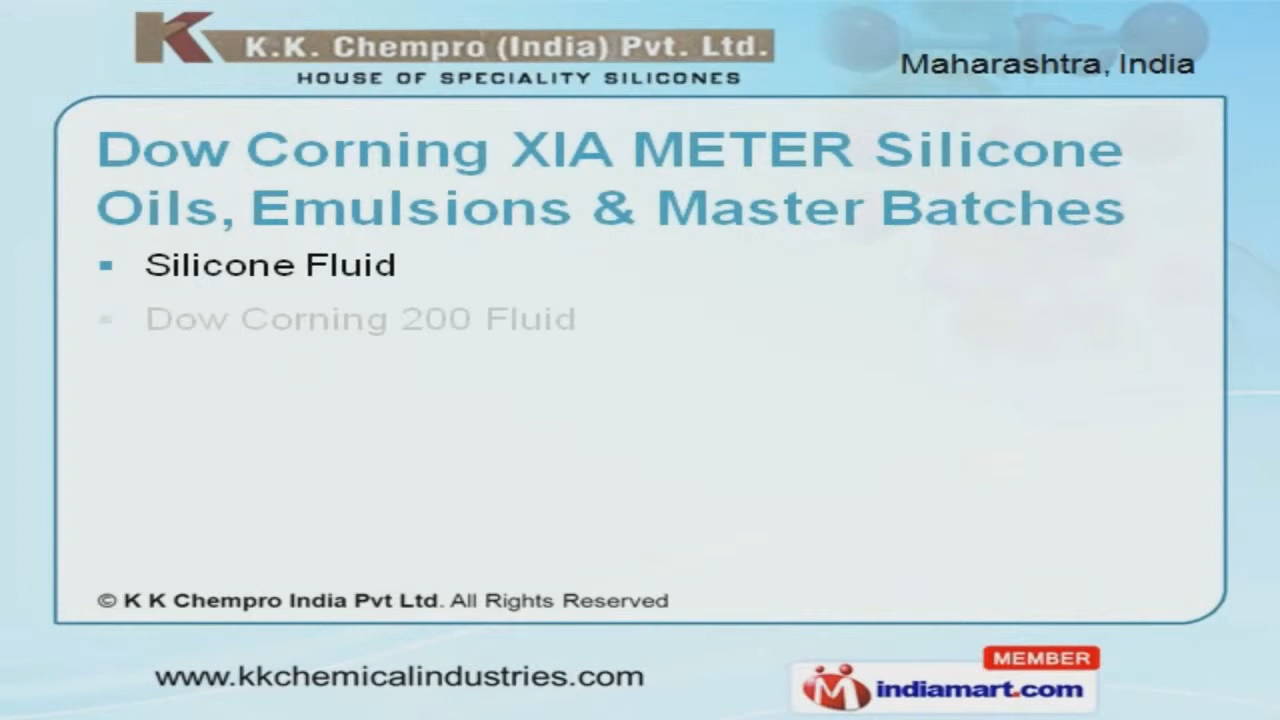 K.K. Chempro (India) Pvt. Ltd.
HOUSE OF SPECIALITY SILICONES
Maharashtra, India
Dow Corning XIA METER Silicone
Oils, Emulsions & Master Batches
▪ Silicone Fluid
▪ Dow Corning 200 Fluid
© K K Chempro India Pvt Ltd. All Rights Reserved
www.kkchemicalindustries.com
MEMBER
indiamart.com